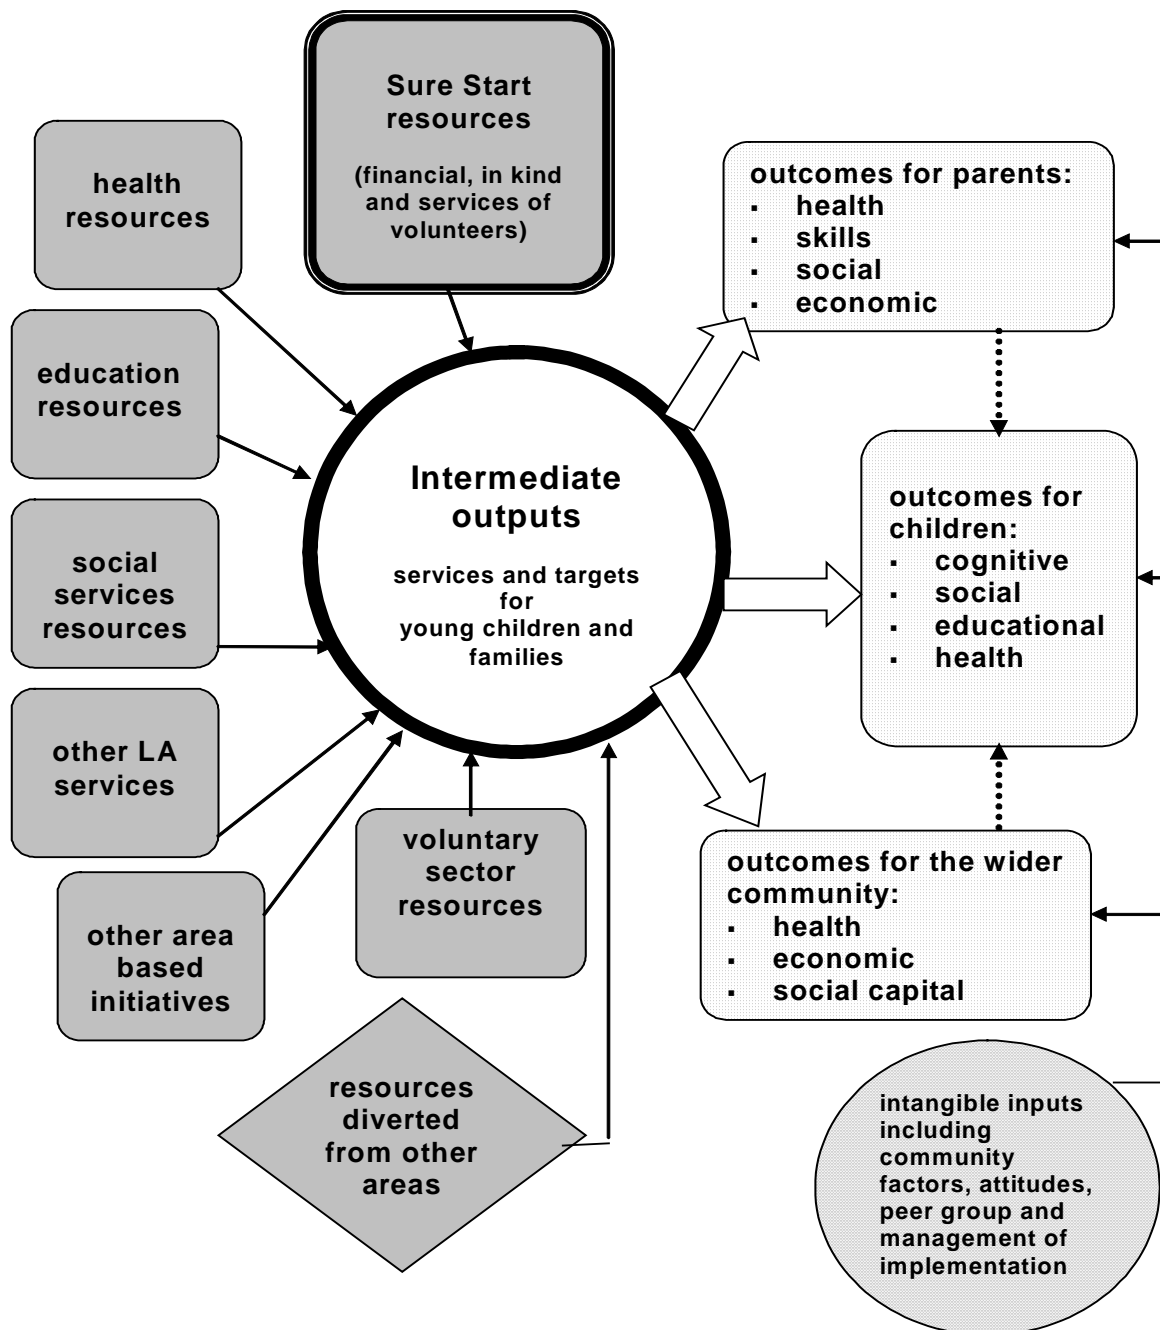 Sure Start
resources
(financial, in kind
and services of
volunteers)
health
resources
education
resources
social
services
resources
other LA
services
other area
based
initiatives
voluntary
sector
resources
resources
diverted
from other
areas
Intermediate
outputs
services and targets
for
young children and
families
outcomes for parents:
▪ health
▪ skills
▪ social
▪ economic
outcomes for
children:
▪ cognitive
▪ social
▪ educational
▪ health
outcomes for the wider
community:
▪ health
▪ economic
▪ social capital
intangible inputs
including
community
factors, attitudes,
peer group and
management of
implementation